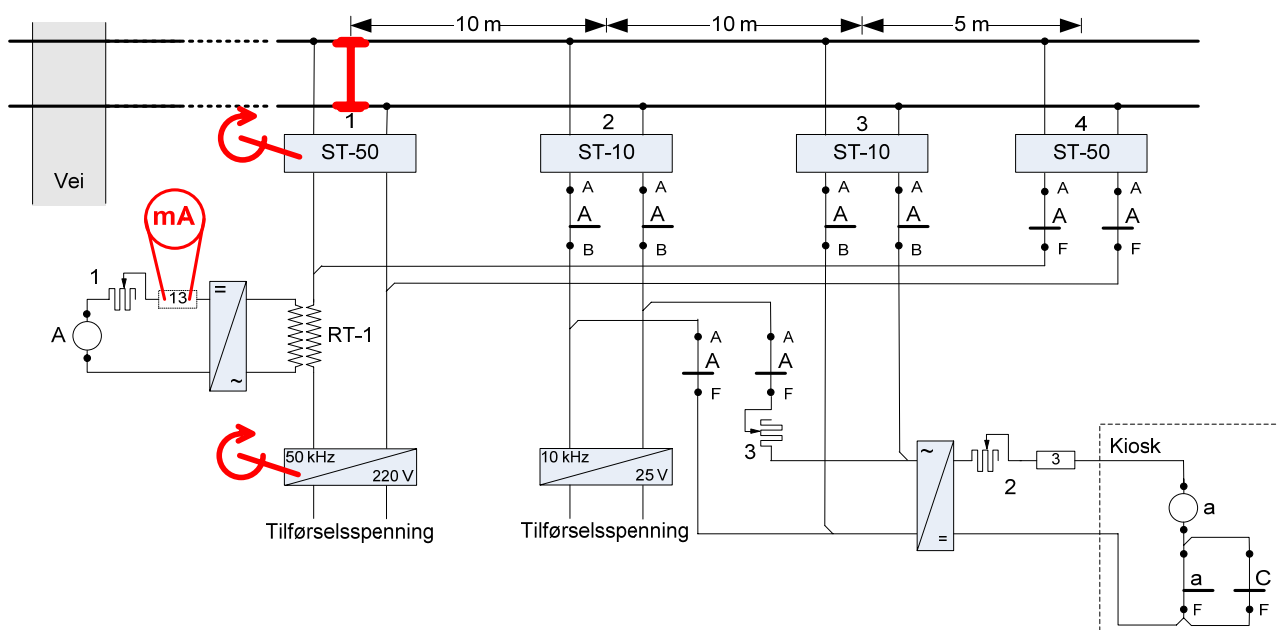 10 m 10 m 5 m
Vei
1 2 3 4
ST-50 ST-10 ST-10 ST-50
A A A A A A
A A A A A A
B B B B F F
mA
1 13 =
A RT-1
~
A A
A A
F F
3
50 kHz
220 V
10 kHz
25 V
~
=
2
3
Kiosk
a
a C
F F
Tilførselsspenning Tilførselsspenning